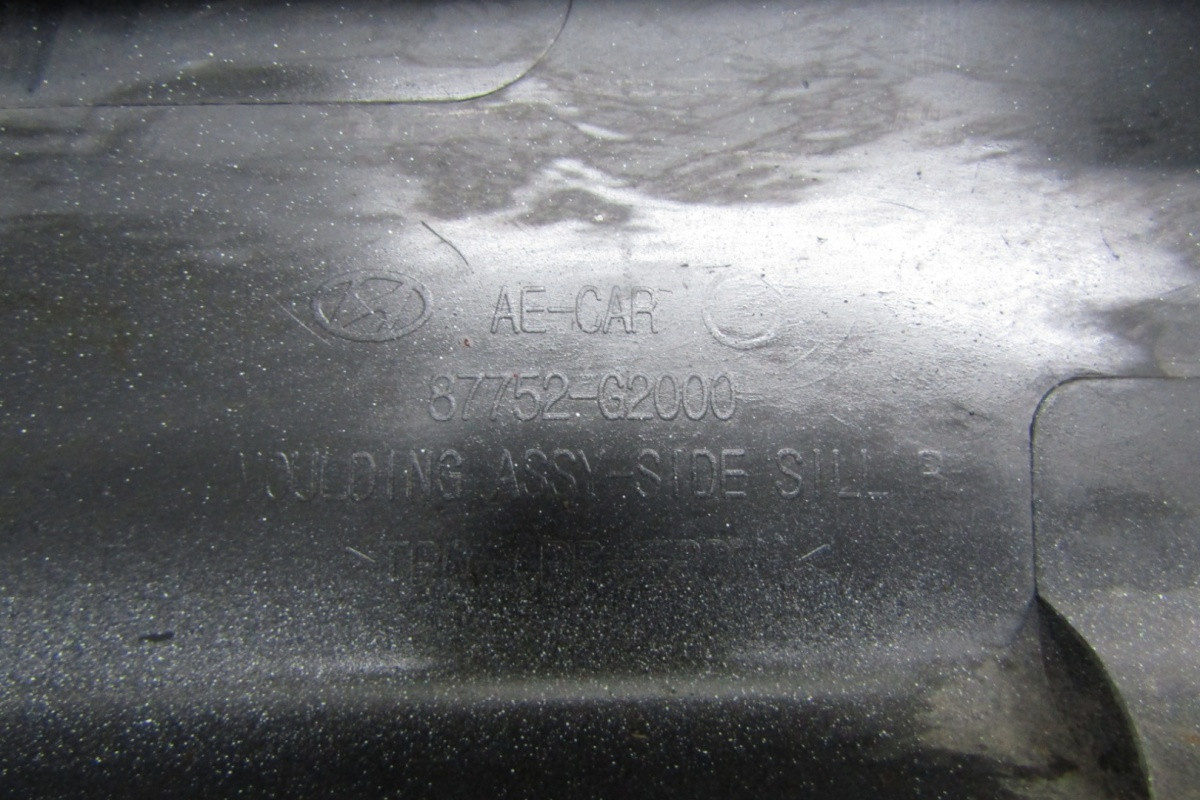 AE-CAR
87752-G2000
MOULDING ASSY-SIDE SILL